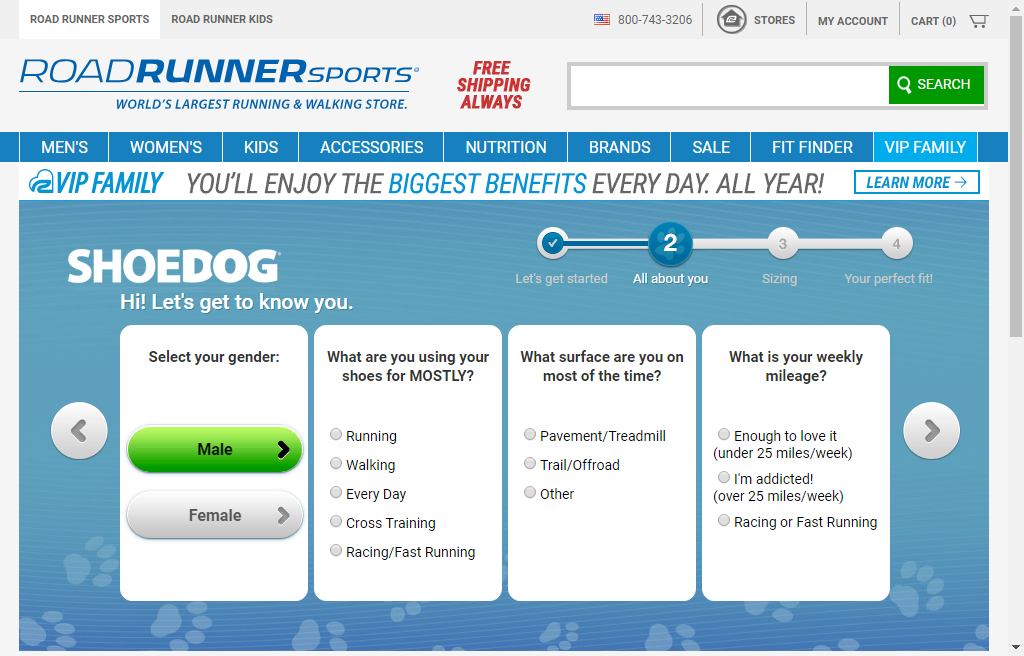 ROAD RUNNER SPORTS
ROAD RUNNER KIDS
800-743-3206
STORES
MY ACCOUNT
CART (0)
ROADRUNNERSPORTS®
WORLD'S LARGEST RUNNING & WALKING STORE.
FREE
SHIPPING
ALWAYS
SEARCH
MEN'S
WOMEN'S
KIDS
ACCESSORIES
NUTRITION
BRANDS
SALE
FIT FINDER
VIP FAMILY
VIP FAMILY
YOU'LL ENJOY THE BIGGEST BENEFITS EVERY DAY. ALL YEAR!
LEARN MORE →
2
3
4
Let's get started
All about you
Sizing
Your perfect fit!
SHOEDOG
Hi! Let's get to know you.
Select your gender:
Male
Female
What are you using your
shoes for MOSTLY?
Running
Walking
Every Day
Cross Training
Racing/Fast Running
What surface are you on
most of the time?
Pavement/Treadmill
Trail/Offroad
Other
What is your weekly
mileage?
Enough to love it
(under 25 miles/week)
I'm addicted!
(over 25 miles/week)
Racing or Fast Running